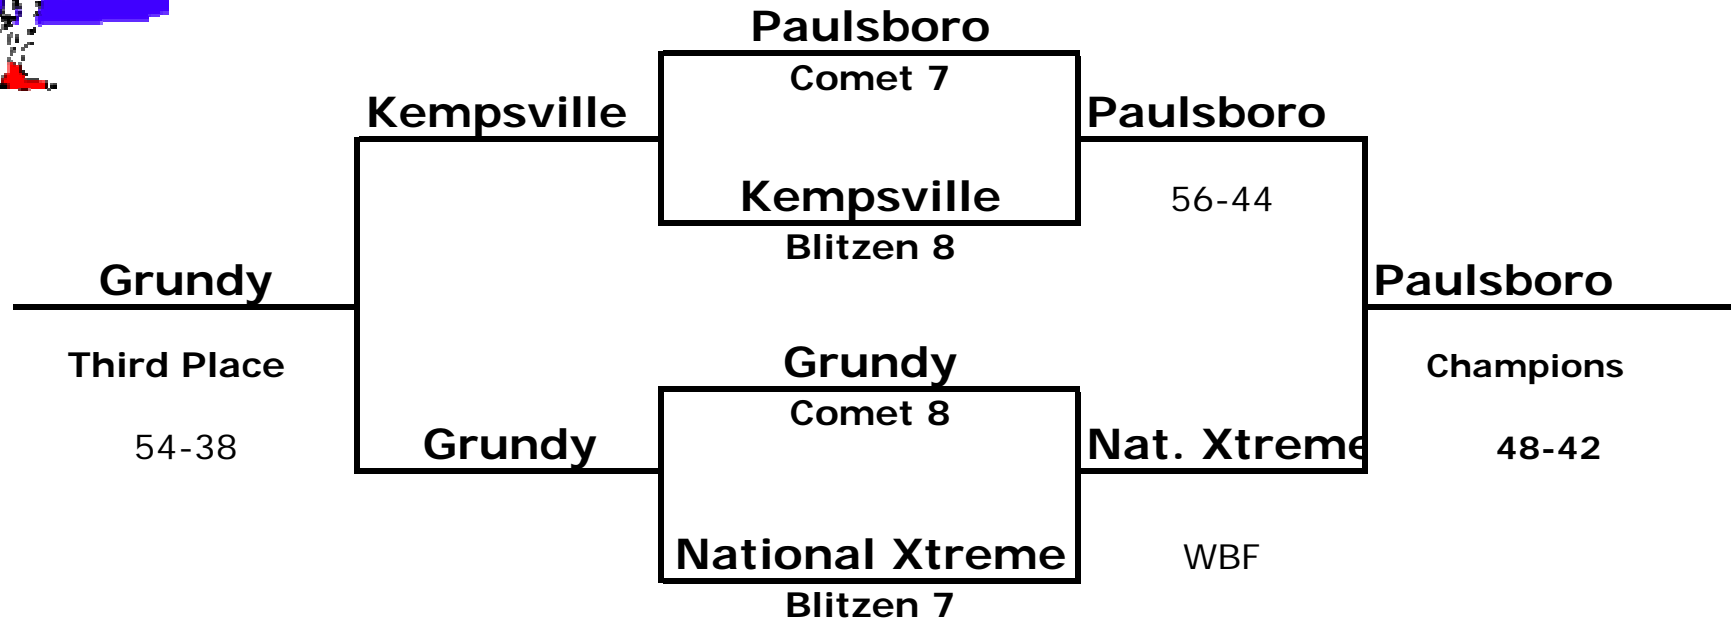 Paulsboro
Comet 7
Kempsville
Paulsboro
Kempsville
56-44
Blitzen 8
Grundy
Paulsboro
Third Place
Grundy
Champions
Comet 8
54-38
Grundy
Nat. Xtreme
48-42
National Xtreme
WBF
Blitzen 7